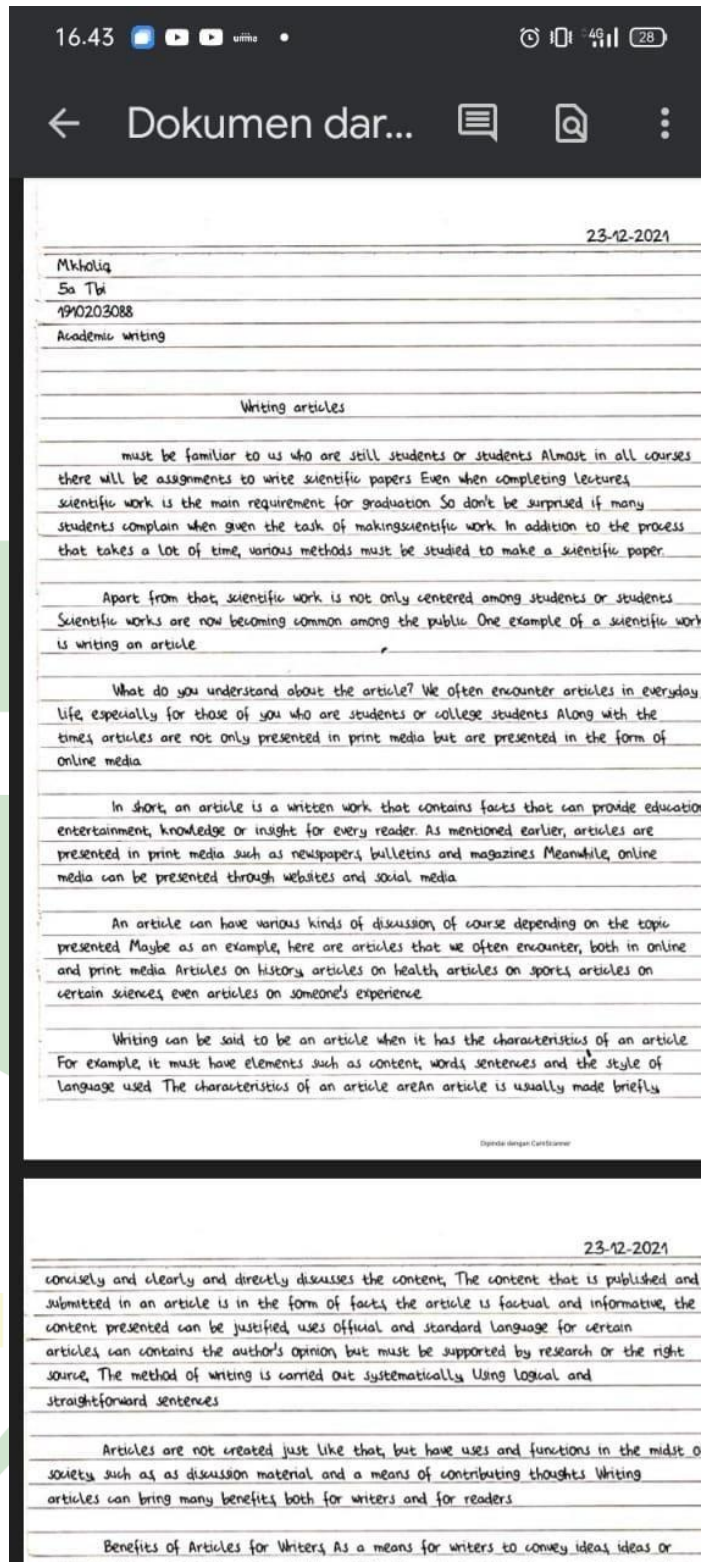 16.43 4G 28
Dokumen dar...
23-12-2021
Mkholiq
5a Tbi
1910203088
Academic writing
Writing articles
must be familiar to us who are still students or students Almost in all courses
there will be assignments to write scientific papers Even when completing lectures,
scientific work is the main requirement for graduation So don't be surprised if many
students complain when given the task of makingscientific work In addition to the process
that takes a lot of time, various methods must be studied to make a scientific paper.
Apart from that, scientific work is not only centered among students or students
Scientific works are now becoming common among the public One example of a scientific work
is writing an article
What do you understand about the article? We often encounter articles in everyday
life, especially for those of you who are students or college students Along with the
times, articles are not only presented in print media but are presented in the form of
online media
In short, an article is a written work that contains facts that can provide education
entertainment, knowledge or insight for every reader. As mentioned earlier, articles are
presented in print media such as newspapers, bulletins and magazines Meanwhile, online
media can be presented through websites and social media
An article can have various kinds of discussion, of course depending on the topic
presented Maybe as an example, here are articles that we often encounter, both in online
and print media Articles on history, articles on health, articles on sports, articles on
certain sciences, even articles on someone's experience
Writing can be said to be an article when it has the characteristics of an article
For example, it must have elements such as content, words, sentences and the style of
language used The characteristics of an article areAn article is usually made briefly,
Dipindai dengan CamScanner
23-12-2021
concisely and clearly and directly discusses the content, The content that is published and
submitted in an article is in the form of facts, the article is factual and informative, the
content presented can be justified, uses official and standard language for certain
articles, can contains the author's opinion but must be supported by research or the right
source, The method of writing is carried out systematically Using logical and
straightforward sentences
Articles are not created just like that, but have uses and functions in the midst o
society, such as, as discussion material and a means of contributing thoughts Writing
articles can bring many benefits, both for writers and for readers
Benefits of Articles for Writers, As a means for writers to convey ideas, ideas or